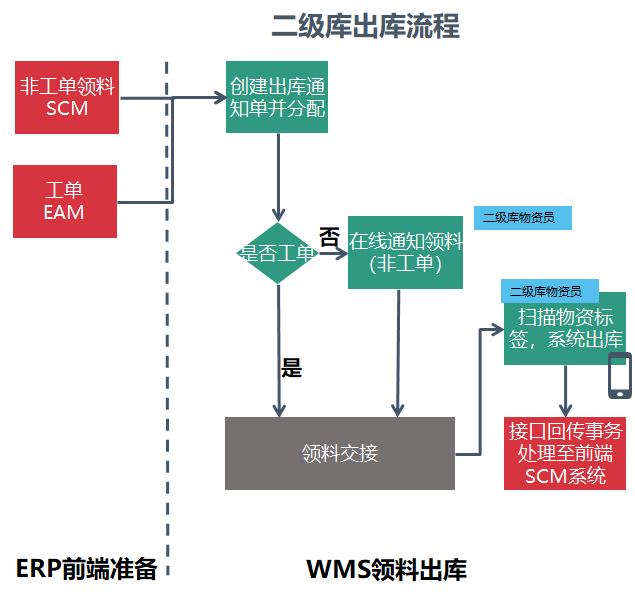 二级库出库流程
非工单领料
SCM
创建出库通
知单并分配
工单
EAM
二级库物资员
否
在线通知领料
（非工单）
是否工单
二级库物资员
扫描物资标
签，系统出库
是
领料交接
接口回传事务
处理至前端
SCM系统
ERP前端准备
WMS领料出库